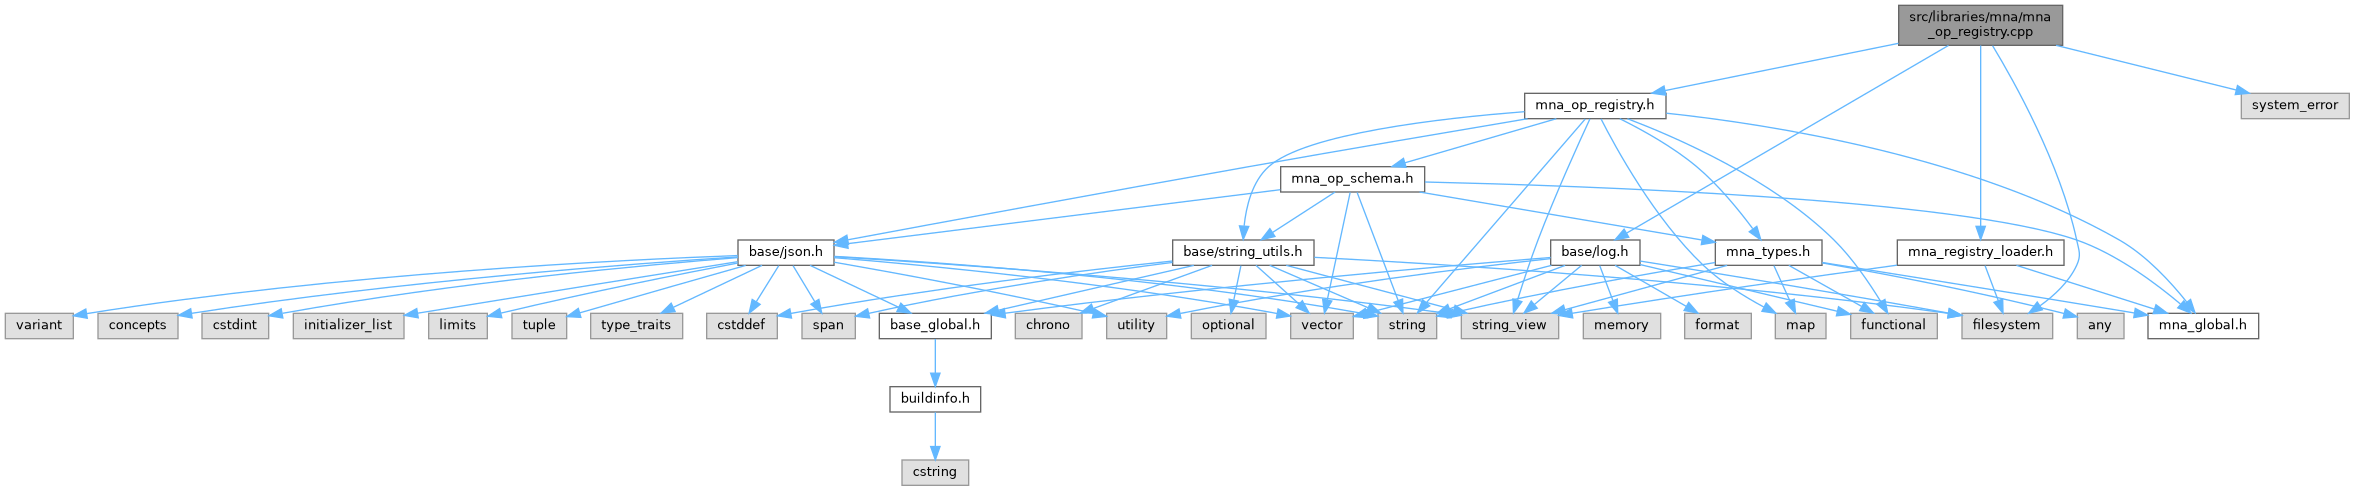 src/libraries/mna/mna
_op_registry.cpp
mna_op_registry.h
system_error
mna_op_schema.h
base/json.h
base/string_utils.h
base/log.h
mna_types.h
mna_registry_loader.h
variant
concepts
cstdint
initializer_list
limits
tuple
type_traits
cstddef
span
base_global.h
chrono
utility
optional
vector
string
string_view
memory
format
map
functional
filesystem
any
mna_global.h
buildinfo.h
cstring